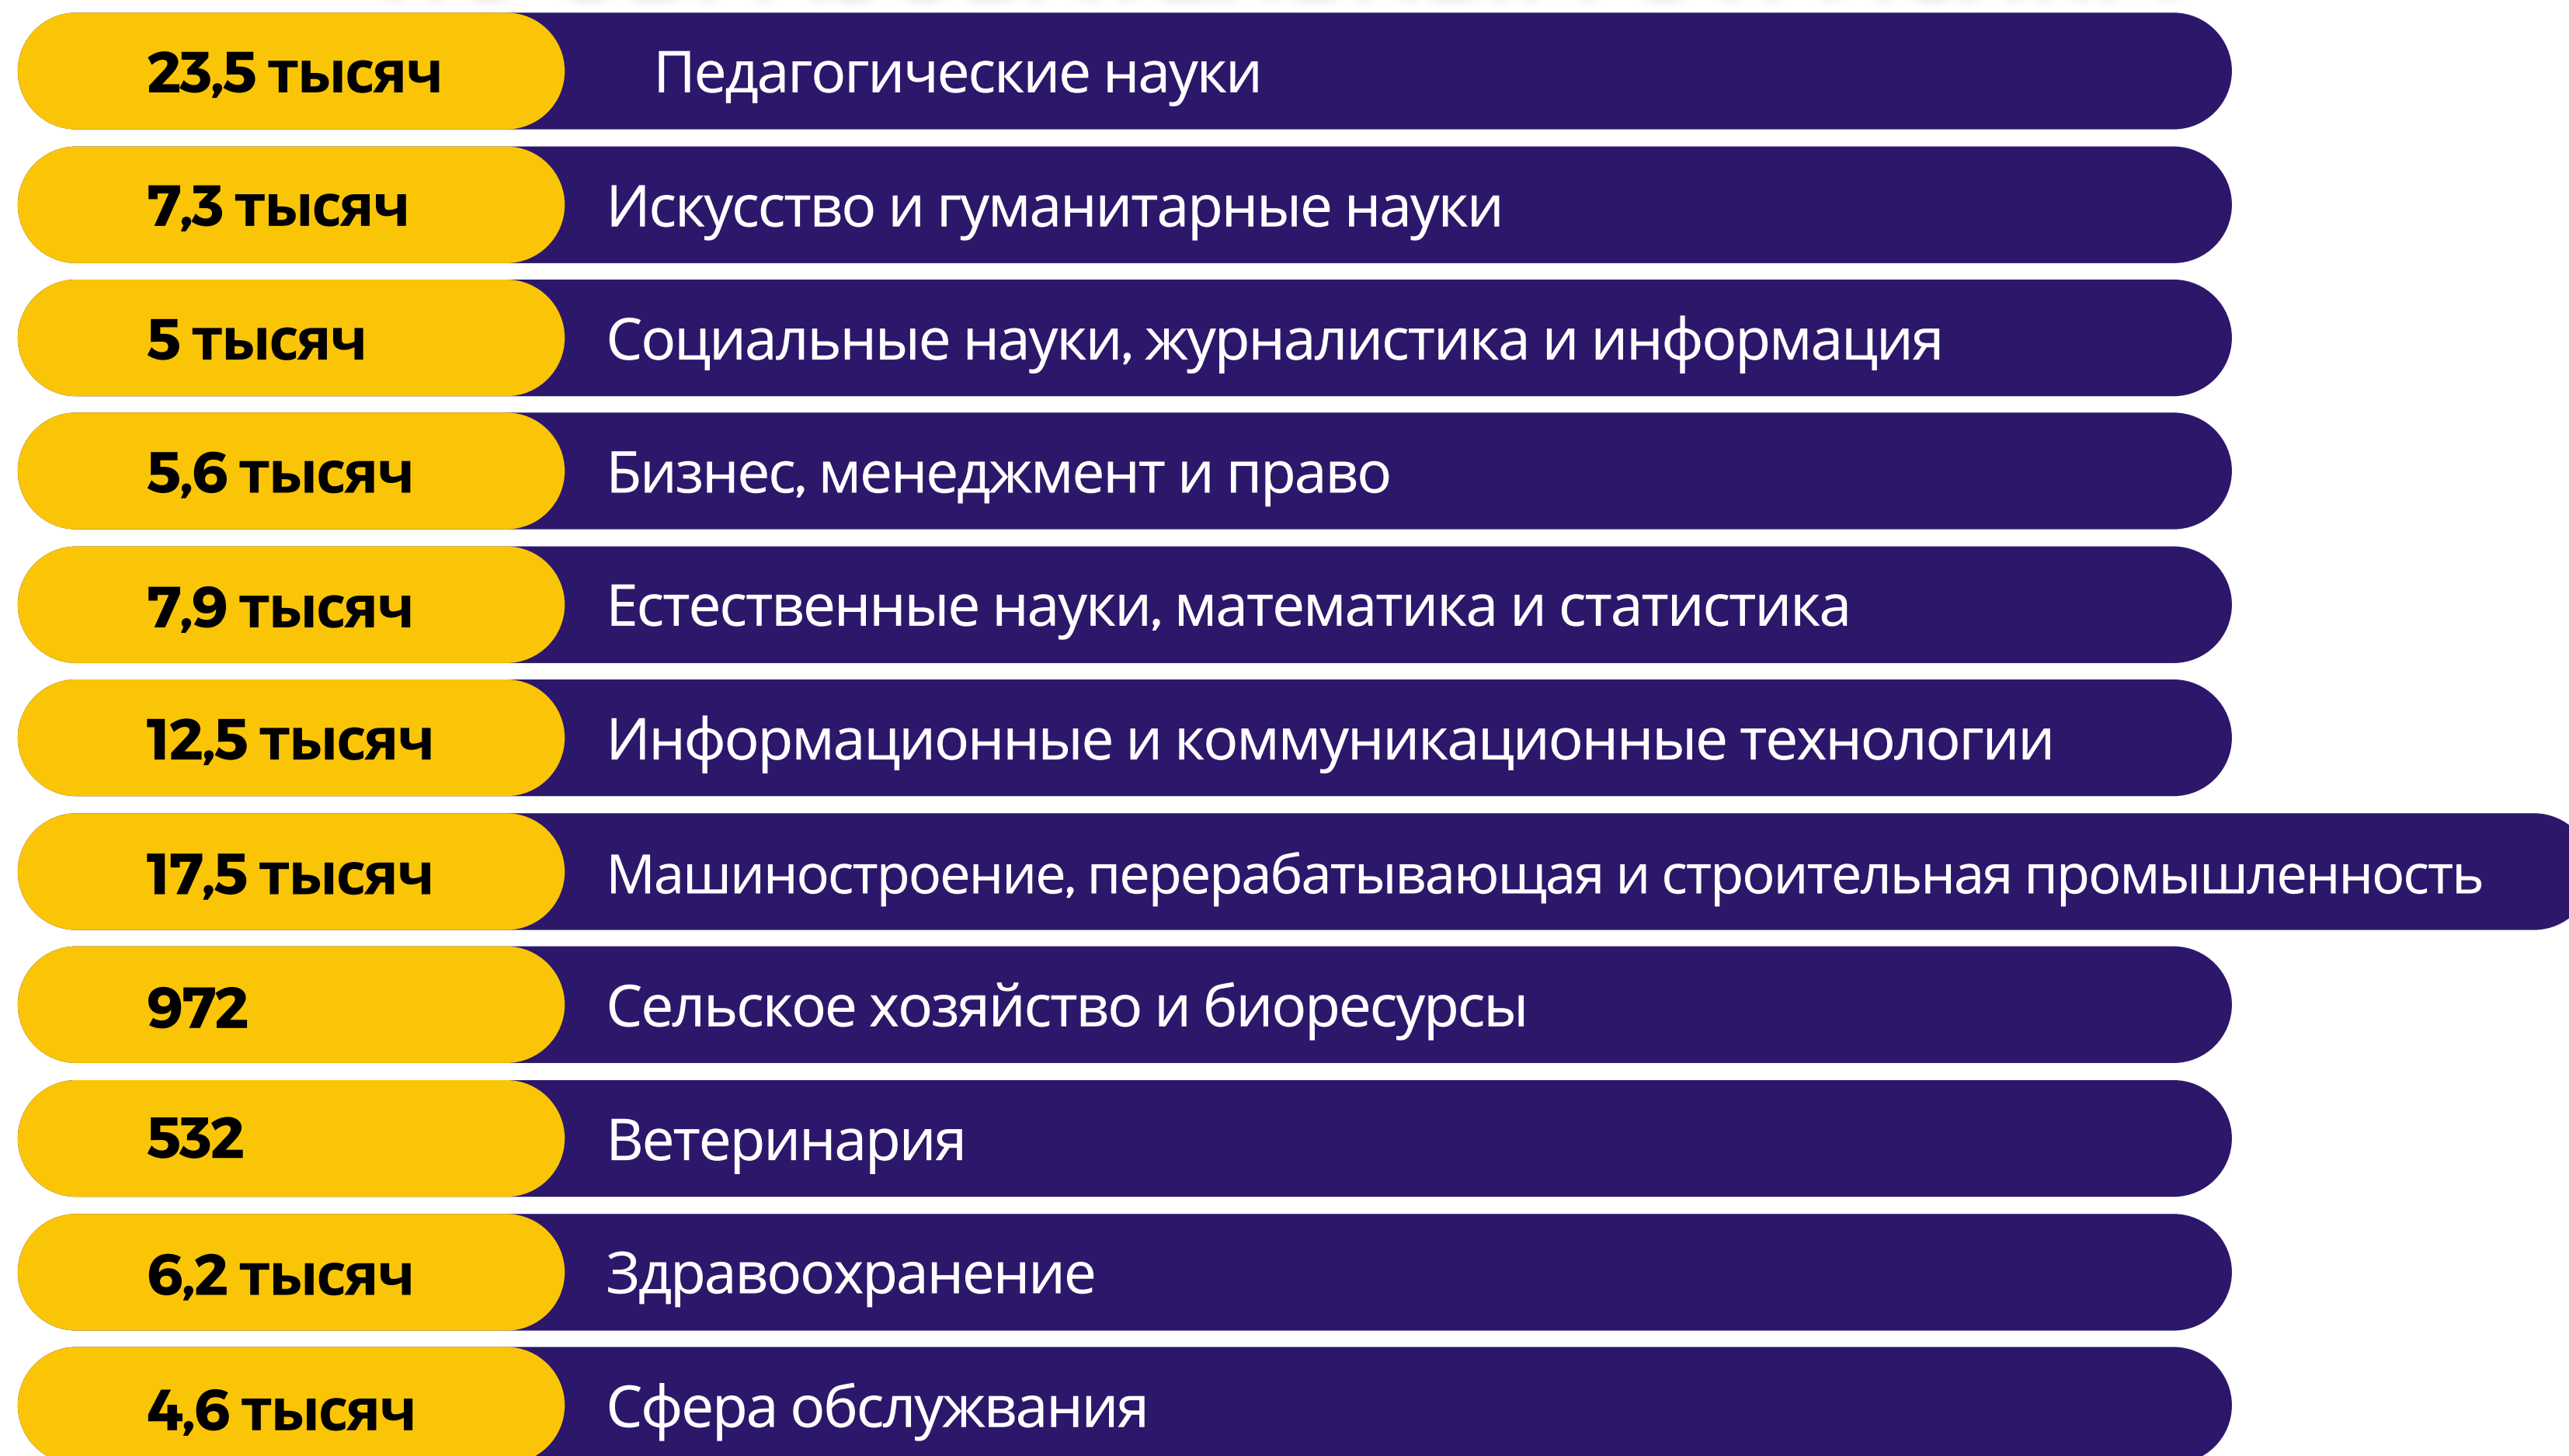 23,5 тысяч Педагогические науки
7,3 тысяч Искусство и гуманитарные науки
5 тысяч Социальные науки, журналистика и информация
5,6 тысяч Бизнес, менеджмент и право
7,9 тысяч Естественные науки, математика и статистика
12,5 тысяч Информационные и коммуникационные технологии
17,5 тысяч Машиностроение, перерабатывающая и строительная промышленность
972 Сельское хозяйство и биоресурсы
532 Ветеринария
6,2 тысяч Здравоохранение
4,6 тысяч Сфера обслужвания